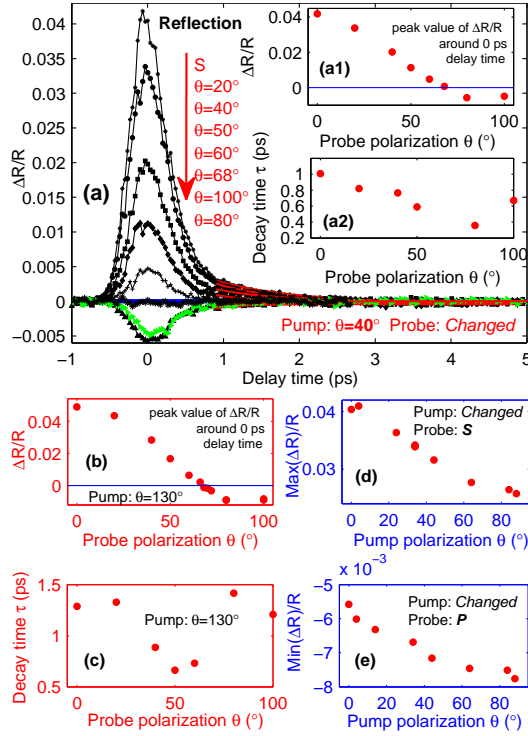 Reflection
S
θ=20°
θ=40°
θ=50°
θ=60°
θ=68°
θ=100°
θ=80°
(a)
ΔR/R
0.04
0.035
0.03
0.025
0.02
0.015
0.01
0.005
0
−0.005
−1
0
1
2
3
4
5
Delay time (ps)
Pump: θ=40° Probe: Changed
ΔR/R
0.04
0.02
0
peak value of ΔR/R
around 0 ps
delay time
(a1)
0
50
100
Probe polarization θ (°)
Decay time τ (ps)
1
0.8
0.6
0.4
0.2
(a2)
0
50
100
Probe polarization θ (°)
ΔR/R
0.04
0.02
0
peak value of ΔR/R
around 0 ps
delay time
(b)
Pump: θ=130°
0
50
100
Probe polarization θ (°)
Max(ΔR)/R
0.04
0.03
Pump: Changed
Probe: S
(d)
0
20
40
60
80
Pump polarization θ (°)
Decay time τ (ps)
1.5
1
0.5
Pump: θ=130°
(c)
0
50
100
Probe polarization θ (°)
x 10⁻³
Min(ΔR)/R
−5
−6
−7
−8
Pump: Changed
Probe: P
(e)
0
20
40
60
80
Pump polarization θ (°)